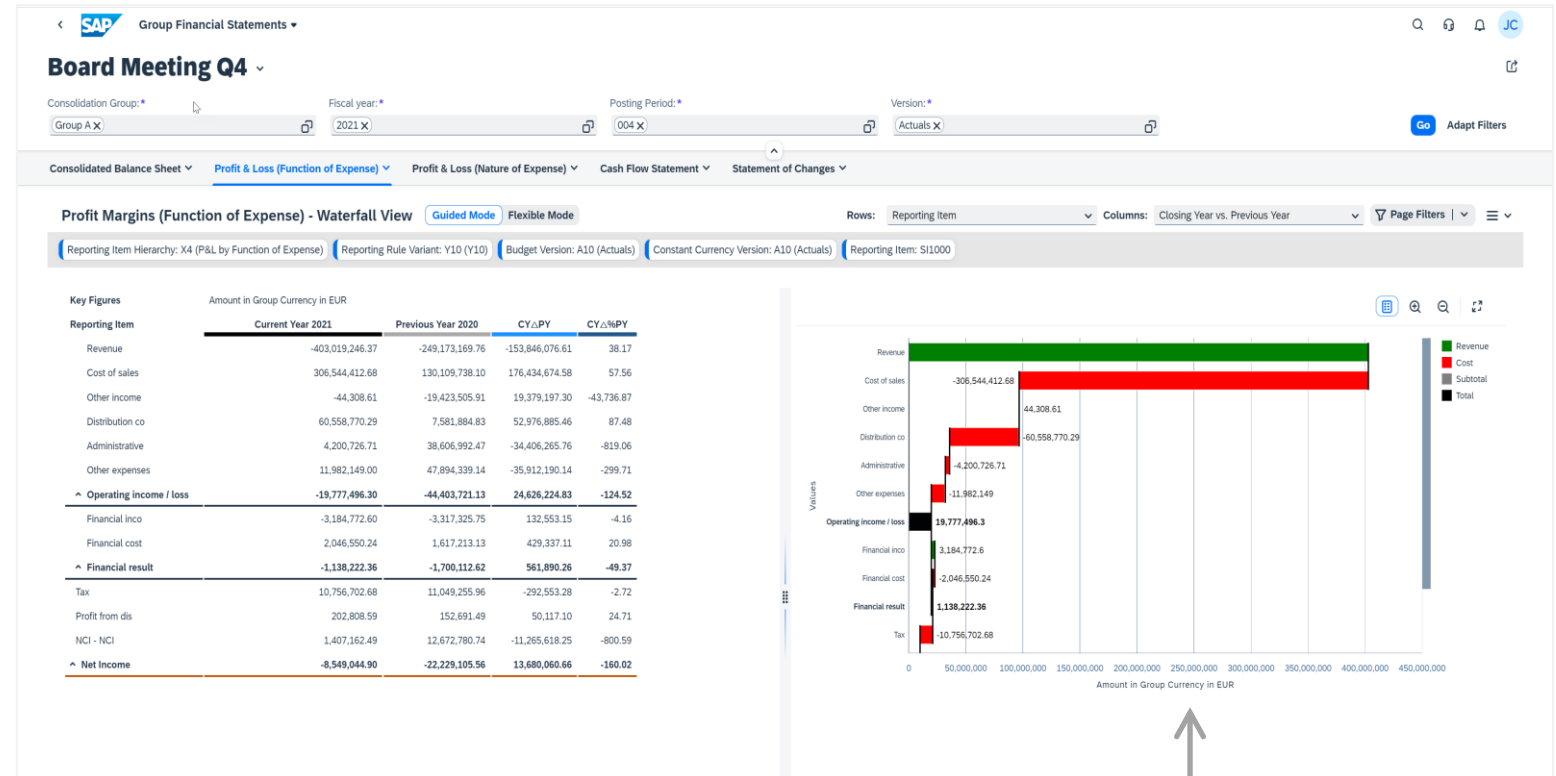 SAP Group Financial Statements
JC
Board Meeting Q4
Consolidation Group:* Fiscal year:* Posting Period:* Version:*
Group A X 2021 X 004 X Actuals X Go Adapt Filters
Consolidated Balance Sheet Profit & Loss (Function of Expense) Profit & Loss (Nature of Expense) Cash Flow Statement Statement of Changes
Profit Margins (Function of Expense) - Waterfall View Guided Mode Flexible Mode Rows: Reporting Item Columns: Closing Year vs. Previous Year Page Filters
Reporting Item Hierarchy: X4 (P&L by Function of Expense) Reporting Rule Variant: Y10 (Y10) Budget Version: A10 (Actuals) Constant Currency Version: A10 (Actuals) Reporting Item: SI1000
Key Figures Amount in Group Currency in EUR
Reporting Item Current Year 2021 Previous Year 2020 CY△PY CY△%PY
Revenue -403,019,246.37 -249,173,169.76 -153,846,076.61 38.17
Cost of sales 306,544,412.68 130,109,738.10 176,434,674.58 57.56
Other income -44,308.61 -19,423,505.91 19,379,197.30 -43,736.87
Distribution co 60,558,770.29 7,581,884.83 52,976,885.46 87.48
Administrative 4,200,726.71 38,606,992.47 -34,406,265.76 -819.06
Other expenses 11,982,149.00 47,894,339.14 -35,912,190.14 -299.71
Operating income / loss -19,777,496.30 -44,403,721.13 24,626,224.83 -124.52
Financial inco -3,184,772.60 -3,317,325.75 132,553.15 -4.16
Financial cost 2,046,550.24 1,617,213.13 429,337.11 20.98
Financial result -1,138,222.36 -1,700,112.62 561,890.26 -49.37
Tax 10,756,702.68 11,049,255.96 -292,553.28 -2.72
Profit from dis 202,808.59 152,691.49 50,117.10 24.71
NCI - NCI 1,407,162.49 12,672,780.74 -11,265,618.25 -800.59
Net Income -8,549,044.90 -22,229,105.56 13,680,060.66 -160.02
Values
Revenue
Cost of sales -306,544,412.68
Other income 44,308.61
Distribution co -60,558,770.29
Administrative -4,200,726.71
Other expenses -11,982,149
Operating income / loss 19,777,496.3
Financial inco 3,184,772.6
Financial cost -2,046,550.24
Financial result 1,138,222.36
Tax -10,756,702.68
0 50,000,000 100,000,000 150,000,000 200,000,000 250,000,000 300,000,000 350,000,000 400,000,000 450,000,000
Amount in Group Currency in EUR
Revenue
Cost
Subtotal
Total